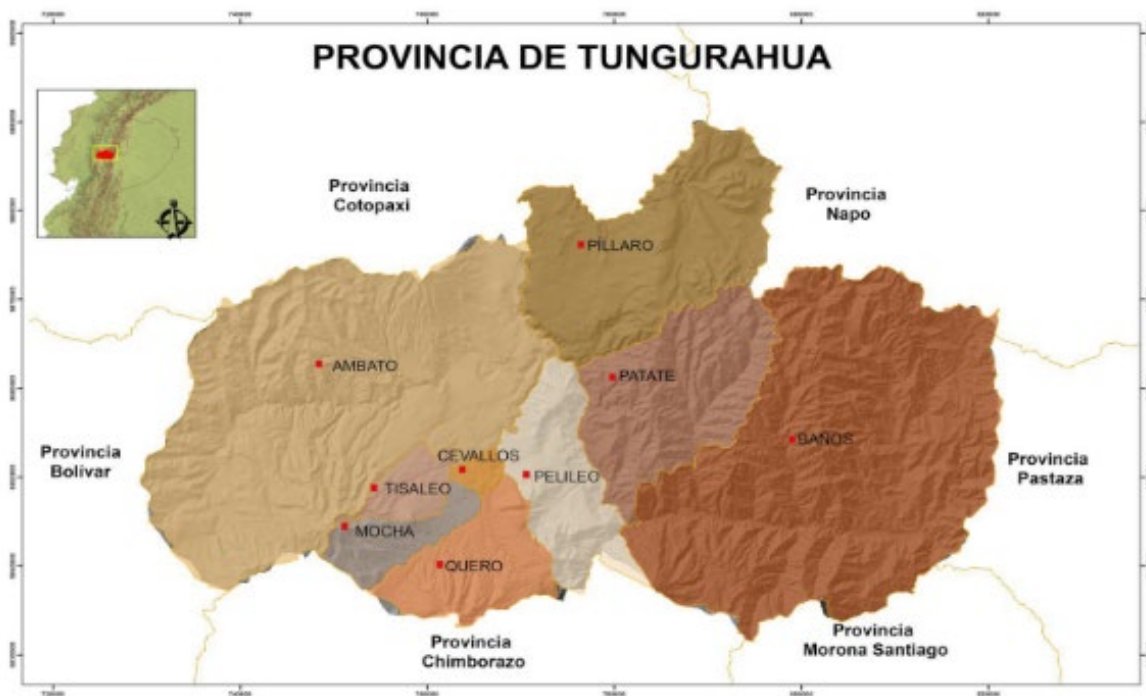 PROVINCIA DE TUNGURAHUA
Provincia
Cotopaxi
Provincia
Napo
PILLARO
AMBATO
PATATE
BAÑOS
Provincia
Bolívar
CEVALLOS
PELILEO
Provincia
Pastaza
TISALEO
MOCHA
QUERO
Provincia
Chimborazo
Provincia
Morona Santiago